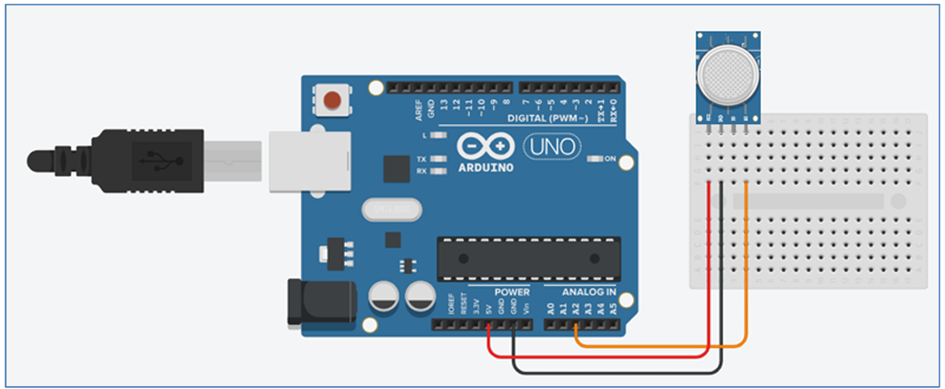 AREF
GND
13
12
~11
~10
~9
8
7
~6
~5
4
~3
2
TX→1
RX←0
DIGITAL (PWM~)
L
TX
RX
ARDUINO
UNO
ON
POWER
ANALOG IN
IOREF
RESET
3.3V
5V
GND
GND
Vin
A0
A1
A2
A3
A4
A5